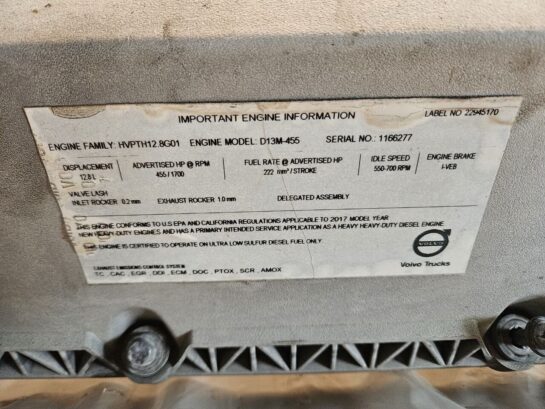 IMPORTANT ENGINE INFORMATION
LABEL NO 22945170
ENGINE FAMILY: HVPTH12.8G01 ENGINE MODEL: D13M-455 SERIAL NO.: 1166277
DISPLACEMENT ADVERTISED HP @ RPM FUEL RATE @ ADVERTISED HP IDLE SPEED ENGINE BRAKE
12.8 L 455 / 1700 222 mm³ / STROKE 550-700 RPM I-VEB
VALVE LASH
INLET ROCKER 0.2 mm EXHAUST ROCKER 1.0 mm DELEGATED ASSEMBLY
THIS ENGINE CONFORMS TO U.S EPA AND CALIFORNIA REGULATIONS APPLICABLE TO 2017 MODEL YEAR
NEW HEAVY-DUTY ENGINES AND HAS A PRIMARY INTENDED SERVICE APPLICATION AS A HEAVY HEAVY-DUTY DIESEL ENGINE
ENGINE IS CERTIFIED TO OPERATE ON ULTRA LOW SULFUR DIESEL FUEL ONLY
VOLVO
Volvo Trucks
EXHAUST EMISSIONS CONTROL SYSTEM
TC , CAC , EGR , DDI , ECM , DOC , PTOX , SCR , AMOX